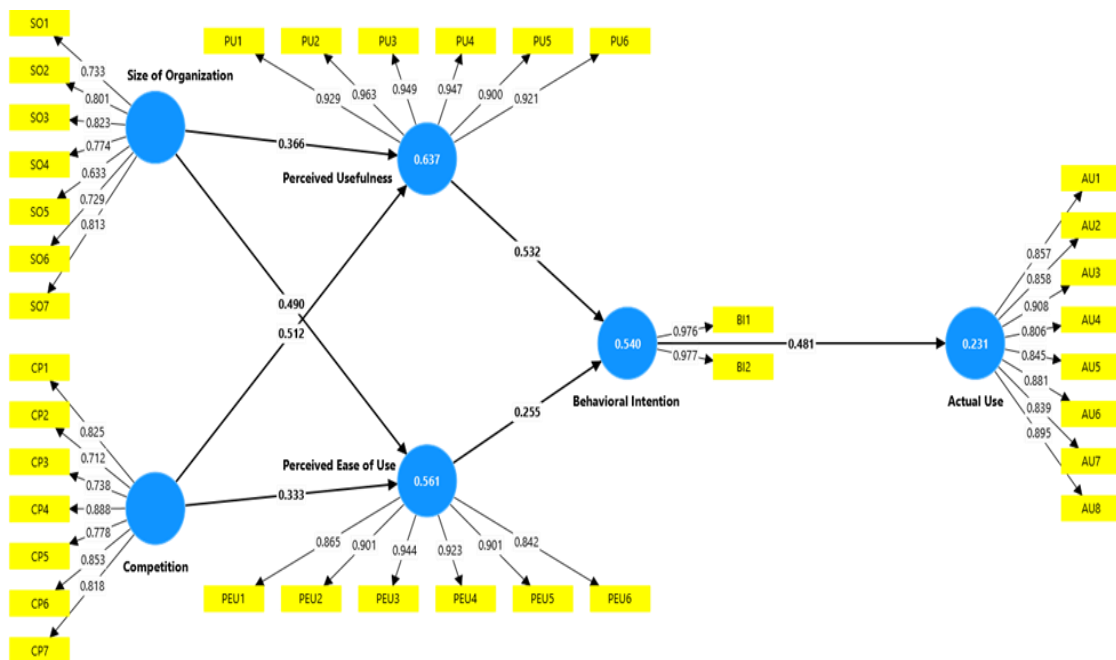 SO1
SO2
SO3
SO4
SO5
SO6
SO7
0.733
0.801
0.823
0.774
0.633
0.729
0.813
Size of Organization
PU1
PU2
PU3
PU4
PU5
PU6
0.929
0.963
0.949
0.947
0.900
0.921
0.366
0.637
Perceived Usefulness
0.490
0.512
0.532
CP1
CP2
CP3
CP4
CP5
CP6
CP7
0.825
0.712
0.738
0.888
0.778
0.853
0.818
Competition
0.333
Perceived Ease of Use
0.561
0.255
0.865
0.901
0.944
0.923
0.901
0.842
PEU1
PEU2
PEU3
PEU4
PEU5
PEU6
0.540
Behavioral Intention
0.976
0.977
BI1
BI2
0.481
0.231
Actual Use
0.857
0.858
0.908
0.806
0.845
0.881
0.839
0.895
AU1
AU2
AU3
AU4
AU5
AU6
AU7
AU8